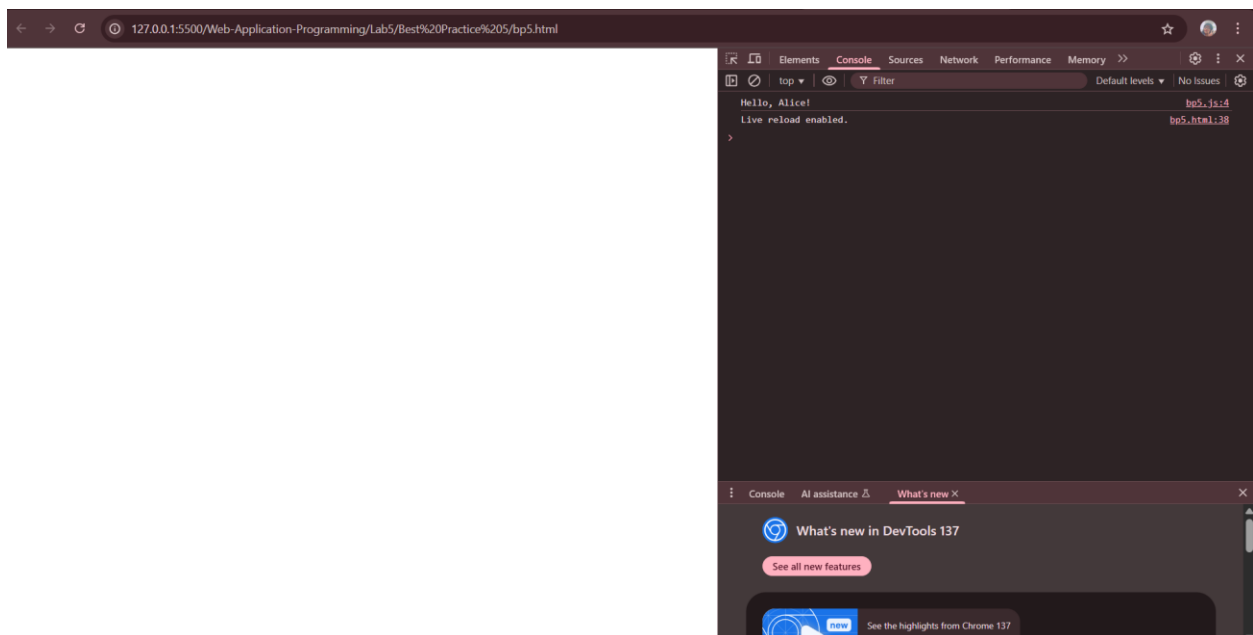 127.0.0.1:5500/Web-Application-Programming/Lab5/Best%20Practice%205/bp5.html
Elements Console Sources Network Performance Memory
top Filter Default levels No Issues
Hello, Alice! bp5.js:4
Live reload enabled. bp5.html:38
Console AI assistance What's new
What's new in DevTools 137
See all new features
new See the highlights from Chrome 137